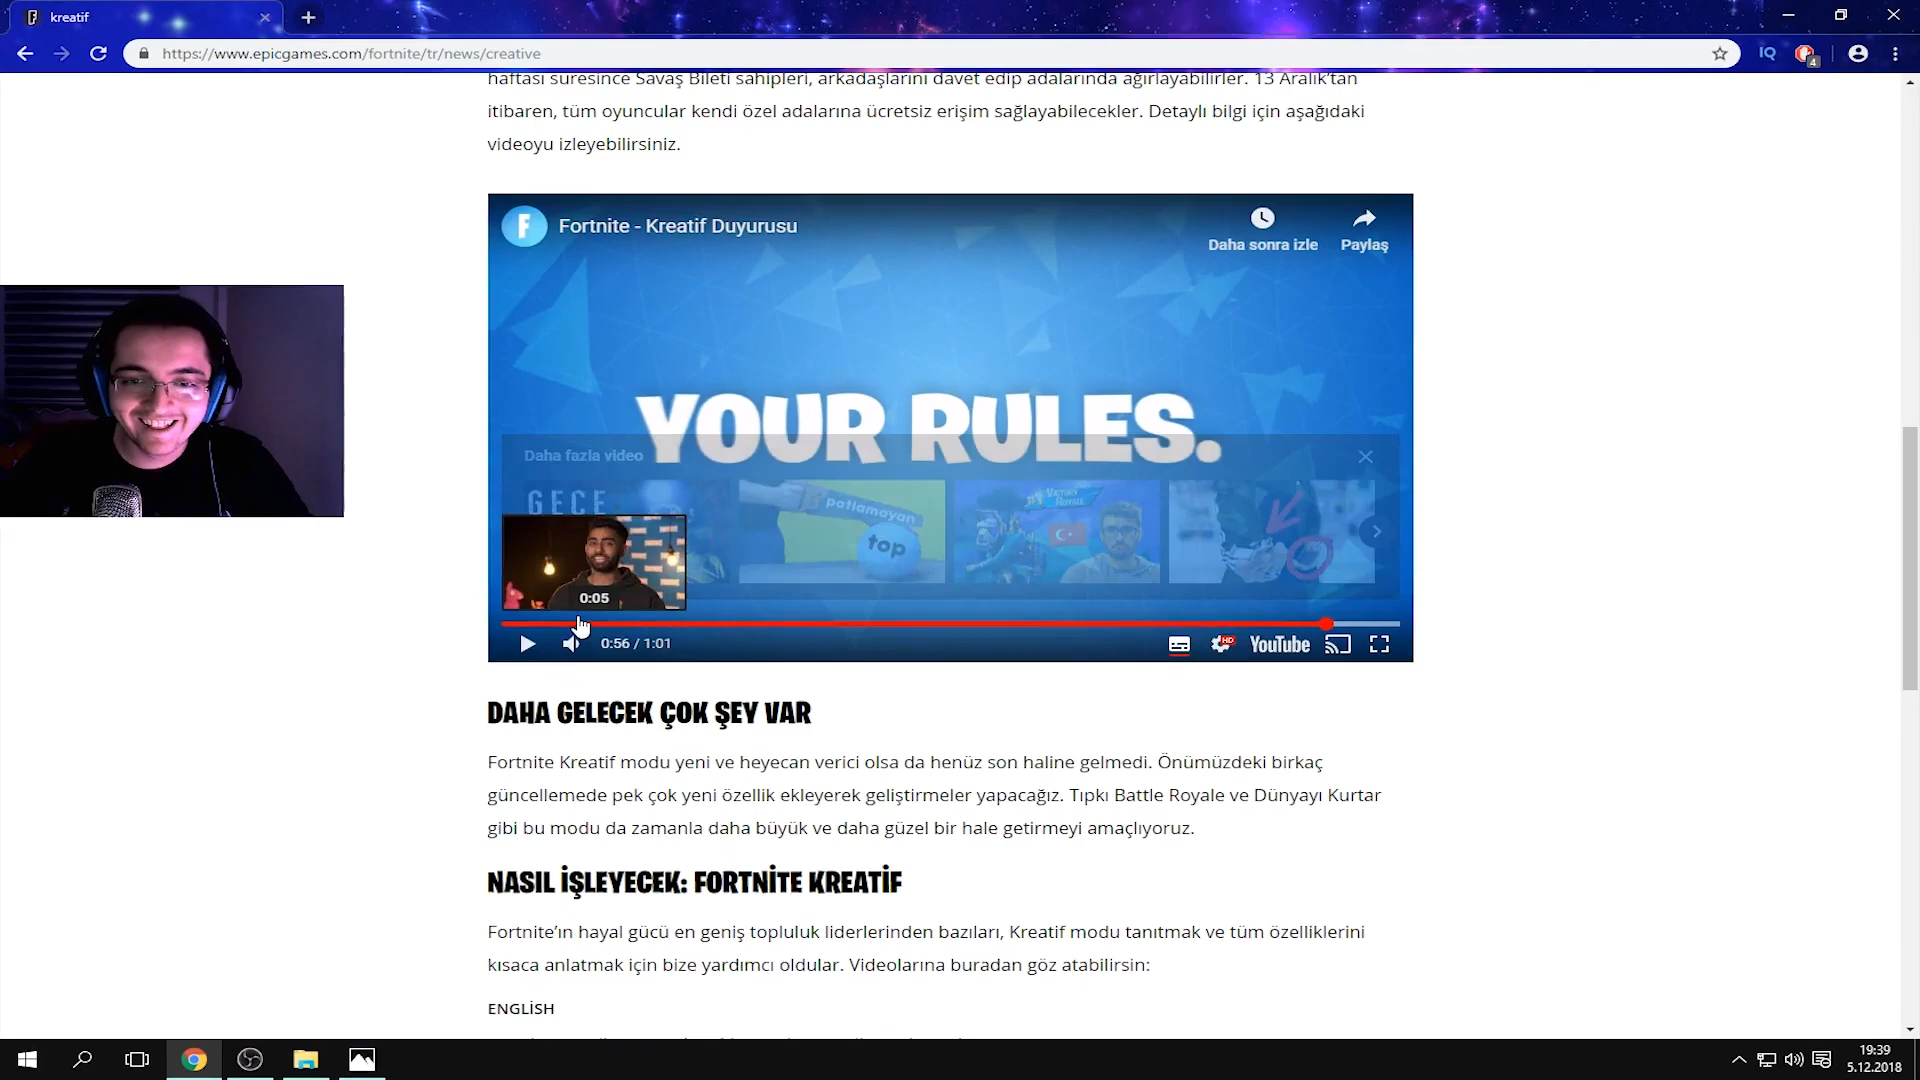 kreatif
https://www.epicgames.com/fortnite/tr/news/creative
IQ
4
haftası süresince Savaş Bileti sahipleri, arkadaşlarını davet edip adalarında ağırlayabilirler. 13 Aralık'tan
itibaren, tüm oyuncular kendi özel adalarına ücretsiz erişim sağlayabilecekler. Detaylı bilgi için aşağıdaki
videoyu izleyebilirsiniz.
F
Fortnite - Kreatif Duyurusu
Daha sonra izle
Paylaş
YOUR RULES.
Daha fazla video
GECE
patlamayan
top
VICTORY
ROYALE
0:05
0:56 / 1:01
HD
YouTube
DAHA GELECEK ÇOK ŞEY VAR
Fortnite Kreatif modu yeni ve heyecan verici olsa da henüz son haline gelmedi. Önümüzdeki birkaç
güncellemede pek çok yeni özellik ekleyerek geliştirmeler yapacağız. Tıpkı Battle Royale ve Dünyayı Kurtar
gibi bu modu da zamanla daha büyük ve daha güzel bir hale getirmeyi amaçlıyoruz.
NASIL İŞLEYECEK: FORTNİTE KREATİF
Fortnite’ın hayal gücü en geniş topluluk liderlerinden bazıları, Kreatif modu tanıtmak ve tüm özelliklerini
kısaca anlatmak için bize yardımcı oldular. Videolarına buradan göz atabilirsin:
ENGLİSH
19:39
5.12.2018